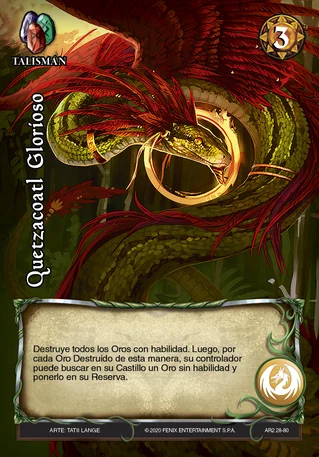 3
TALISMÁN
Quetzacoatl Glorioso
Destruye todos los Oros con habilidad. Luego, por
cada Oro Destruido de esta manera, su controlador
puede buscar en su Castillo un Oro sin habilidad y
ponerlo en su Reserva.
ARTE: TATII LANGE
© 2020 FENIX ENTERTAINMENT S.P.A.
AR2.28-80